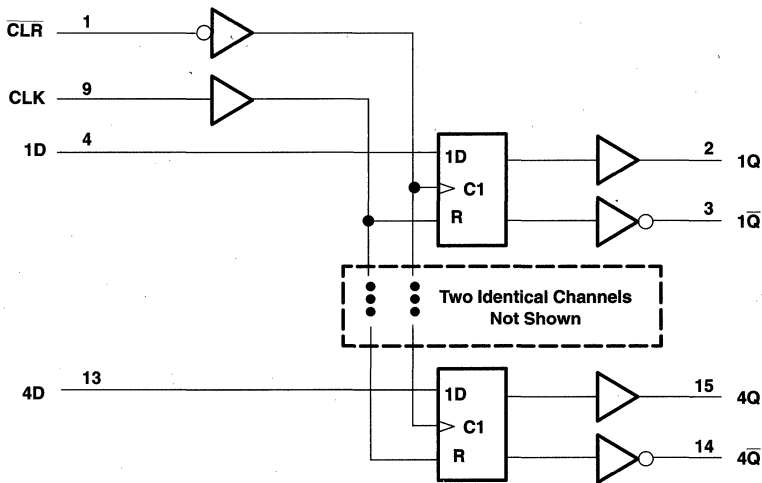 C̅L̅R̅ 1
CLK 9
1D 4
1D
C1
R
2 1Q
3 1Q̅
Two Identical Channels
Not Shown
4D 13
1D
C1
R
15 4Q
14 4Q̅